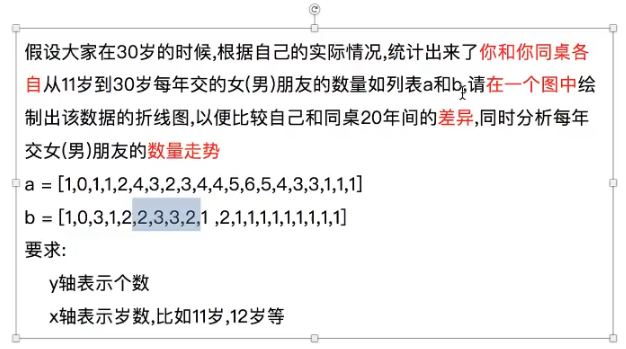 假设大家在30岁的时候,根据自己的实际情况,统计出来了你和你同桌各
自从11岁到30岁每年交的女(男)朋友的数量如列表a和b,请在一个图中绘
制出该数据的折线图,以便比较自己和同桌20年间的差异,同时分析每年
交女(男)朋友的数量走势
a = [1,0,1,1,2,4,3,2,3,4,4,5,6,5,4,3,3,1,1,1]
b = [1,0,3,1,2,2,3,3,2,1 ,2,1,1,1,1,1,1,1,1,1]
要求:
y轴表示个数
x轴表示岁数,比如11岁,12岁等